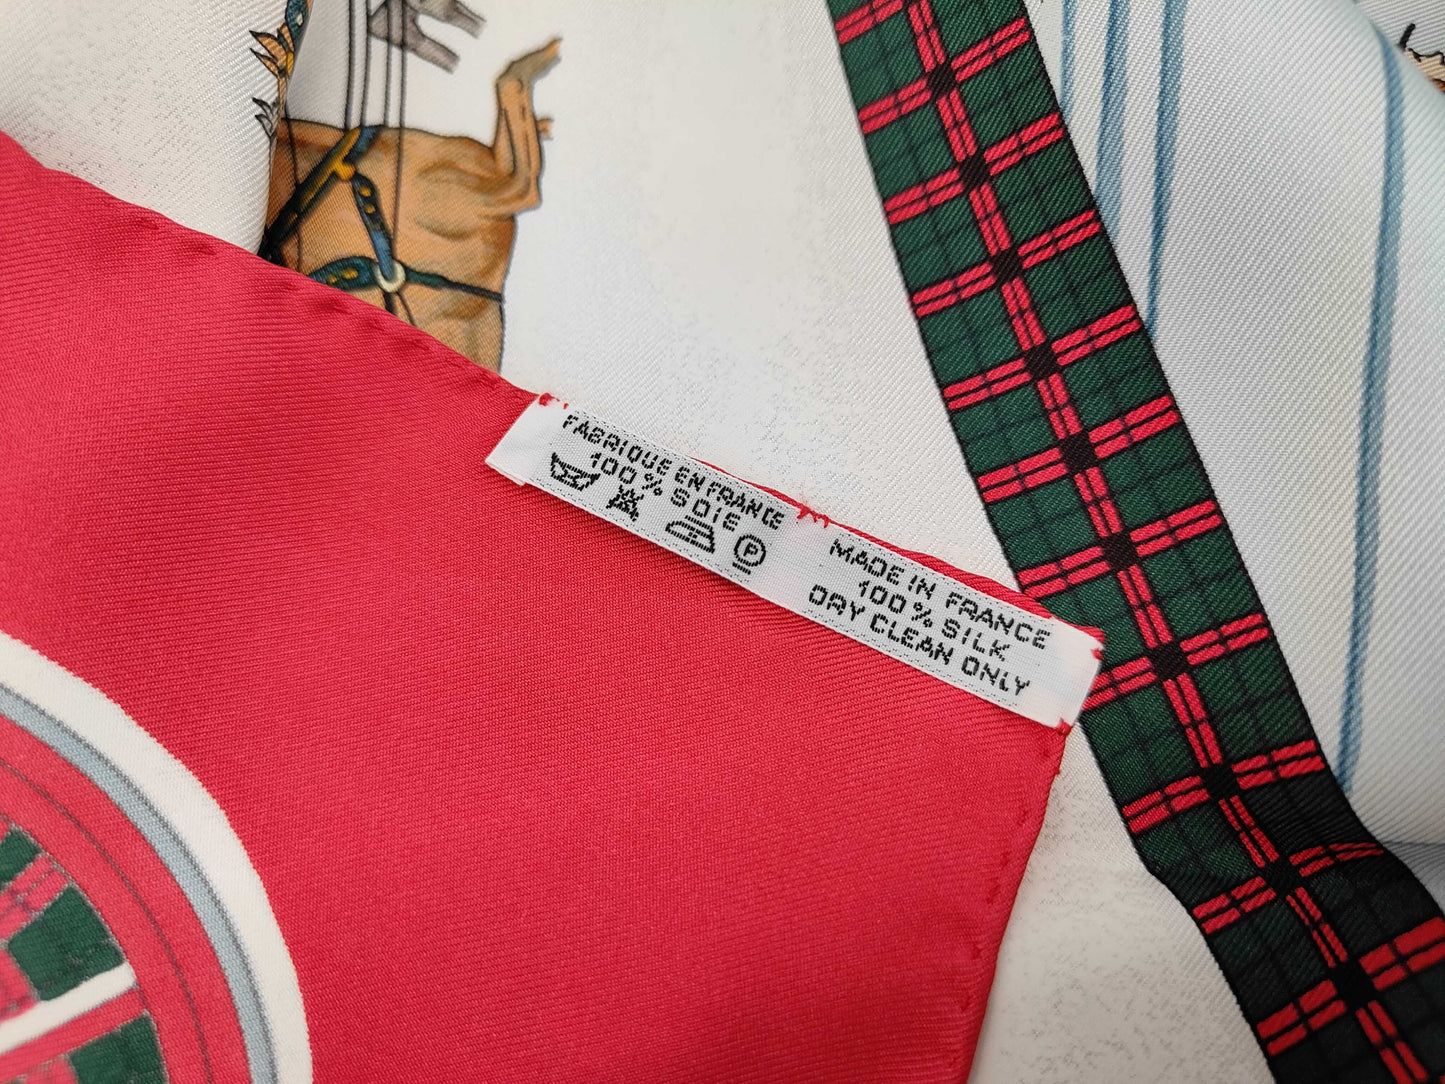 FABRIQUE EN FRANCE
100% SOIE
P
MADE IN FRANCE
100% SILK
DRY CLEAN ONLY